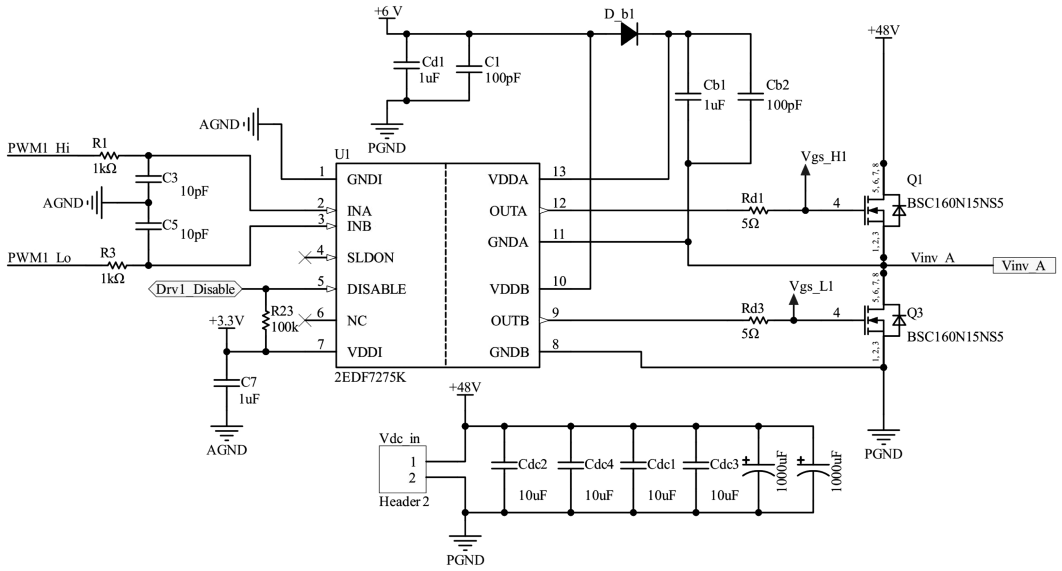 +6 V
D_b1
+48V
Cd1
1uF
C1
100pF
Cb1
1uF
Cb2
100pF
AGND
PGND
U1
PWM1_Hi
R1
1kΩ
1
GNDI
VDDA
13
Vgs_H1
5, 6, 7, 8
Q1
C3
10pF
AGND
2
INA
OUTA
12
Rd1
5Ω
4
BSC160N15NS5
3
INB
C5
10pF
GNDA
11
1, 2, 3
PWM1_Lo
R3
1kΩ
4
SLDON
Vinv_A
Vinv_A
Drv1_Disable
5
DISABLE
VDDB
10
Vgs_L1
5, 6, 7, 8
R23
100k
6
NC
OUTB
9
Rd3
5Ω
4
Q3
BSC160N15NS5
+3.3V
7
VDDI
GNDB
8
1, 2, 3
2EDF7275K
C7
1uF
AGND
+48V
PGND
Vdc_in
1
2
Header 2
Cdc2
10uF
Cdc4
10uF
Cdc1
10uF
Cdc3
10uF
1000uF
1000uF
PGND